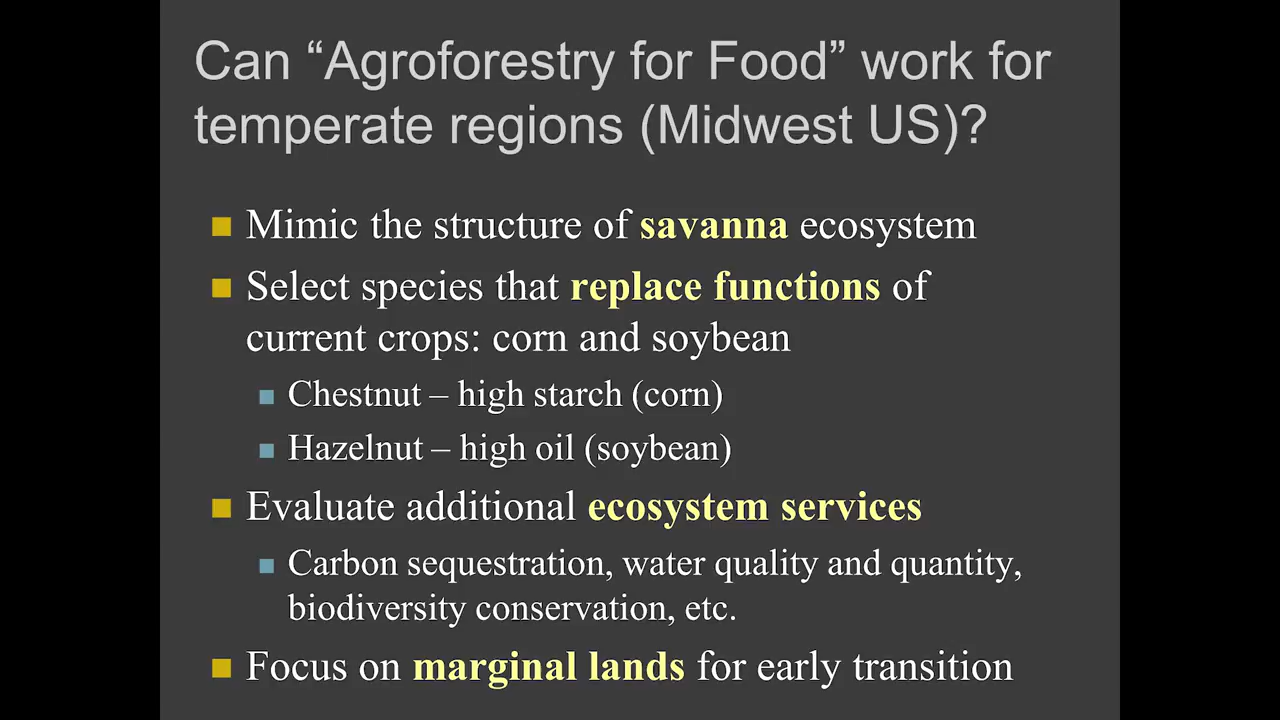 Can “Agroforestry for Food” work for
temperate regions (Midwest US)?
Mimic the structure of savanna ecosystem
Select species that replace functions of
current crops: corn and soybean
Chestnut – high starch (corn)
Hazelnut – high oil (soybean)
Evaluate additional ecosystem services
Carbon sequestration, water quality and quantity,
biodiversity conservation, etc.
Focus on marginal lands for early transition